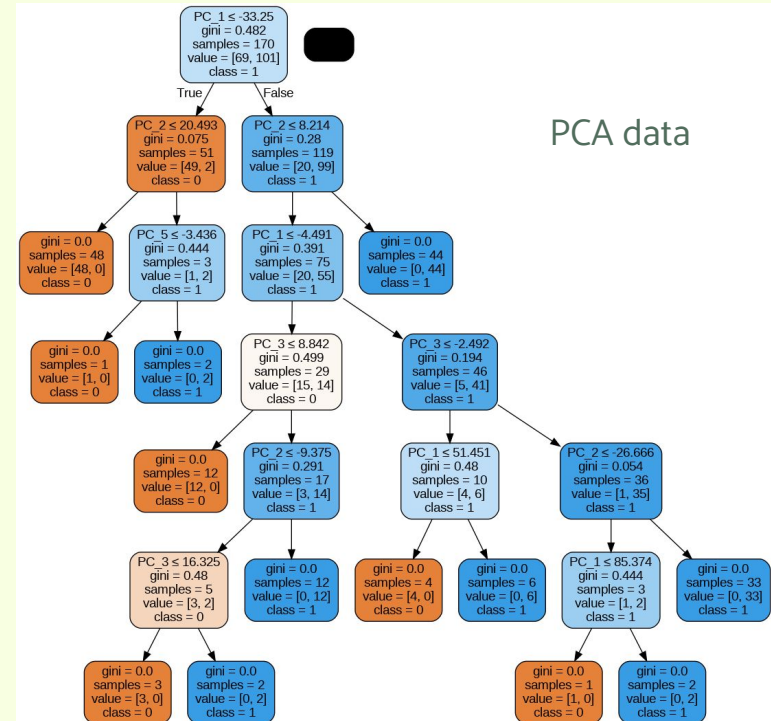 PC_1 ≤ -33.25
gini = 0.482
samples = 170
value = [69, 101]
class = 1
True
False
PCA data
PC_2 ≤ 20.493
gini = 0.075
samples = 51
value = [49, 2]
class = 0
PC_2 ≤ 8.214
gini = 0.28
samples = 119
value = [20, 99]
class = 1
gini = 0.0
samples = 48
value = [48, 0]
class = 0
PC_5 ≤ -3.436
gini = 0.444
samples = 3
value = [1, 2]
class = 1
PC_1 ≤ -4.491
gini = 0.391
samples = 75
value = [20, 55]
class = 1
gini = 0.0
samples = 44
value = [0, 44]
class = 1
gini = 0.0
samples = 1
value = [1, 0]
class = 0
gini = 0.0
samples = 2
value = [0, 2]
class = 1
PC_3 ≤ 8.842
gini = 0.499
samples = 29
value = [15, 14]
class = 0
PC_3 ≤ -2.492
gini = 0.194
samples = 46
value = [5, 41]
class = 1
gini = 0.0
samples = 12
value = [12, 0]
class = 0
PC_2 ≤ -9.375
gini = 0.291
samples = 17
value = [3, 14]
class = 1
PC_1 ≤ 51.451
gini = 0.48
samples = 10
value = [4, 6]
class = 1
PC_2 ≤ -26.666
gini = 0.054
samples = 36
value = [1, 35]
class = 1
PC_3 ≤ 16.325
gini = 0.48
samples = 5
value = [3, 2]
class = 0
gini = 0.0
samples = 12
value = [0, 12]
class = 1
gini = 0.0
samples = 4
value = [4, 0]
class = 0
gini = 0.0
samples = 6
value = [0, 6]
class = 1
PC_1 ≤ 85.374
gini = 0.444
samples = 3
value = [1, 2]
class = 1
gini = 0.0
samples = 33
value = [0, 33]
class = 1
gini = 0.0
samples = 3
value = [3, 0]
class = 0
gini = 0.0
samples = 2
value = [0, 2]
class = 1
gini = 0.0
samples = 1
value = [1, 0]
class = 0
gini = 0.0
samples = 2
value = [0, 2]
class = 1